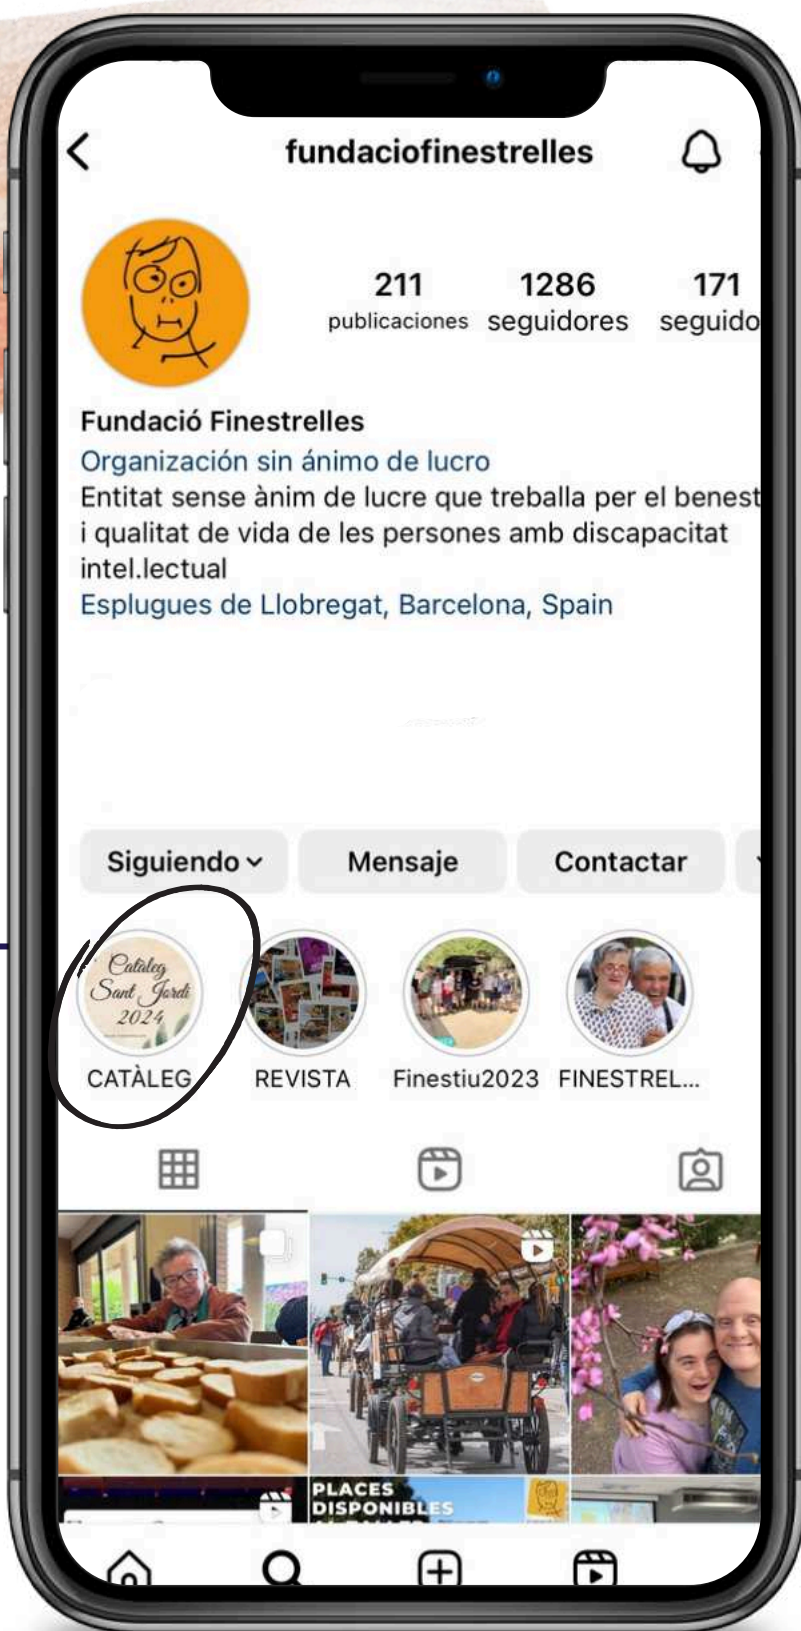 fundaciofinestrelles
211
1286
171
publicaciones
seguidores
seguido
Fundació Finestrelles
Organización sin ánimo de lucro
Entitat sense ànim de lucre que treballa per el benest
i qualitat de vida de les persones amb discapacitat
intel.lectual
Esplugues de Llobregat, Barcelona, Spain
Siguiendo
Mensaje
Contactar
Catàleg
Sant Jordi
2024
CATÀLEG
REVISTA
Finestiu2023
FINESTREL...
PLACES
DISPONIBLES